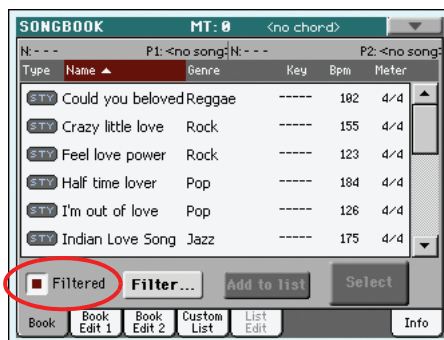 SONGBOOK MT: 0 <no chord>
N: - - - P1: <no song> N: - - - P2: <no song>
Type Name Genre Key Bpm Meter
STY Could you beloved Reggae ----- 102 4/4
STY Crazy little love Rock ----- 155 4/4
STY Feel love power Rock ----- 123 4/4
STY Half time lover Pop ----- 184 4/4
STY I'm out of love Pop ----- 126 4/4
STY Indian Love Song Jazz ----- 175 4/4
Filtered Filter... Add to list Select
Book Book Edit 1 Book Edit 2 Custom List List Edit Info